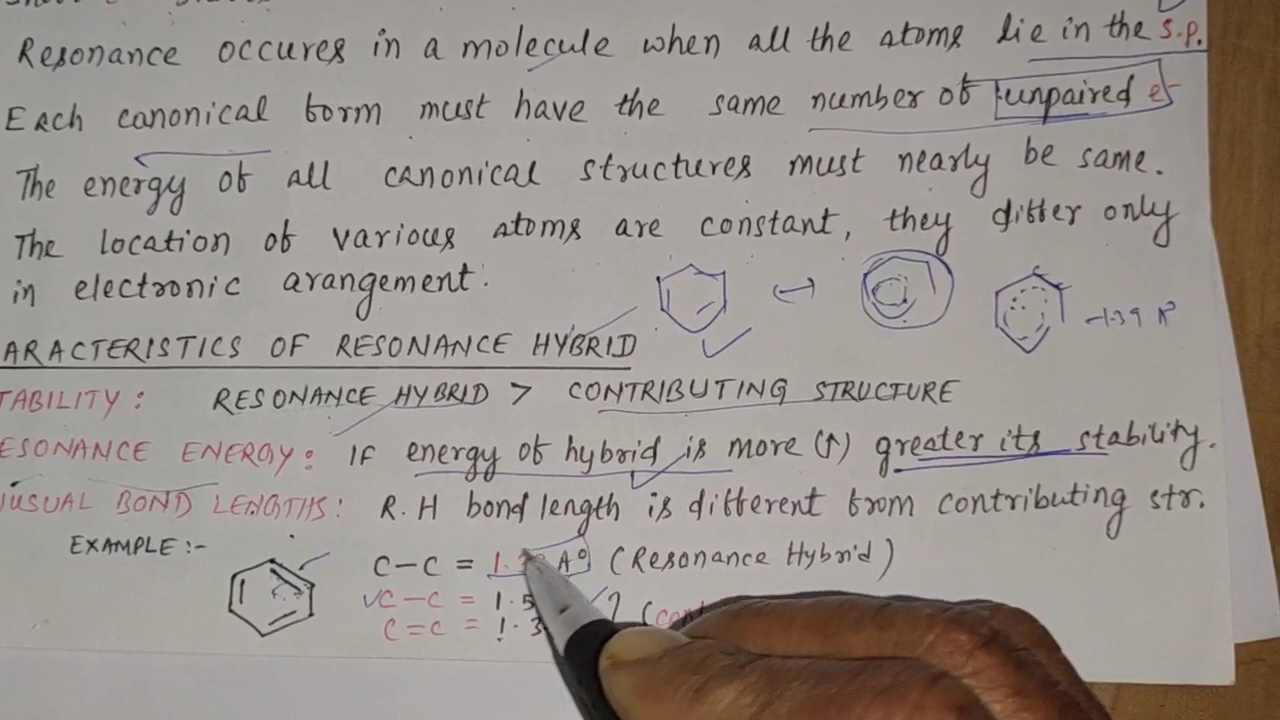 Resonance occures in a molecule when all the atoms lie in the s.p.
Each canonical form must have the same number of unpaired e-
The energy of all canonical structures must nearly be same.
The location of various atoms are constant, they differ only
in electronic arangement.
-1.39 A°
ARACTERISTICS OF RESONANCE HYBRID
TABILITY: RESONANCE HYBRID > CONTRIBUTING STRUCTURE
ESONANCE ENERGY: IF energy of hybrid is more (↑) greater its stability.
USUAL BOND LENGTHS: R.H bond length is different from contributing str.
EXAMPLE:-
C-C = A° (Resonance Hybrid)
C-C = 1.5
C=C = 1.3